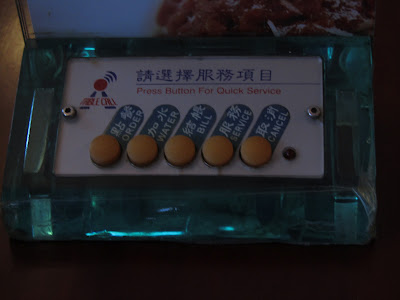 請選擇服務項目
Press Button For Quick Service
點餐 ORDER
加水 WATER
結帳 BILL
服務 SERVICE
取消 CANCEL